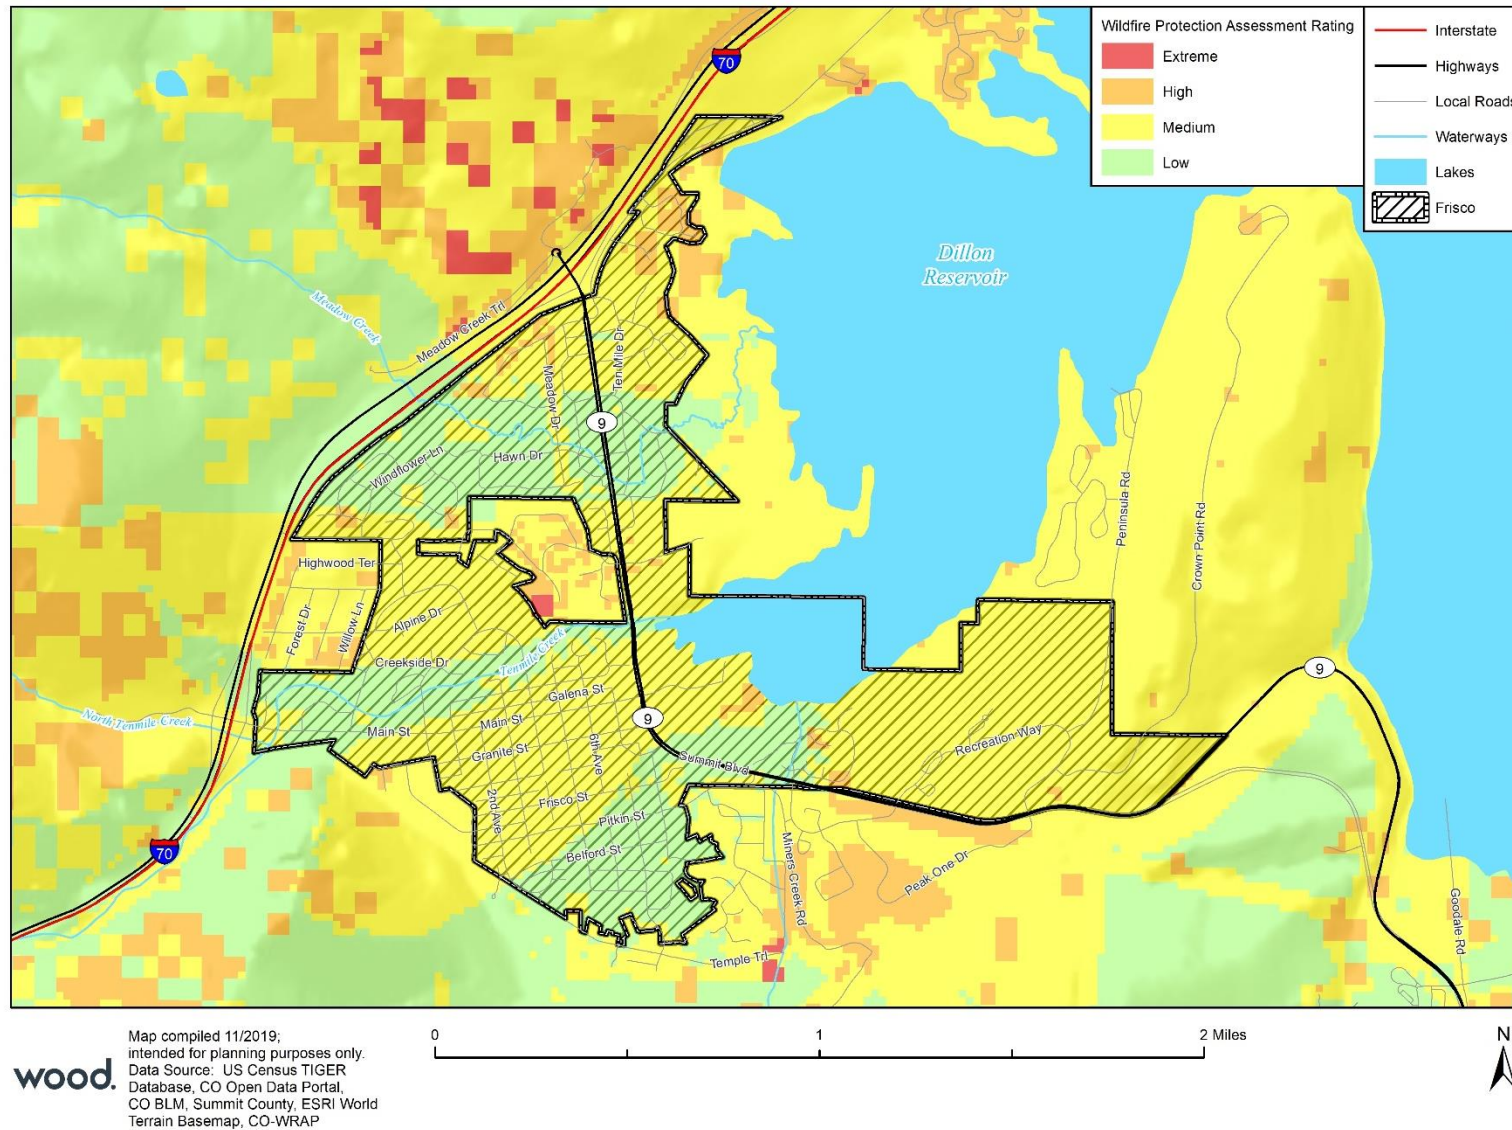 Wildfire Protection Assessment Rating
Extreme
High
Medium
Low
Interstate
Highways
Local Roads
Waterways
Lakes
Frisco
70
Dillon
Reservoir
Meadow Creek
Meadow Creek Trl
Ten Mile Dr
Meadow Dr
9
Windflower Ln
Hawn Dr
Peninsula Rd
Crown Point Rd
Highwood Ter
Forest Dr
Willow Ln
Alpine Dr
Creekside Dr
Tenmile Creek
9
North Tenmile Creek
Main St
Galena St
Main St
Granite St
6th Ave
9
Summit Blvd
Recreation Way
2nd Ave
Frisco St
Pitkin St
Belford St
70
Miners Creek Rd
Peak One Dr
Goodale Rd
Temple Trl
wood.
Map compiled 11/2019;
intended for planning purposes only.
Data Source: US Census TIGER
Database, CO Open Data Portal,
CO BLM, Summit County, ESRI World
Terrain Basemap, CO-WRAP
0
1
2 Miles
N